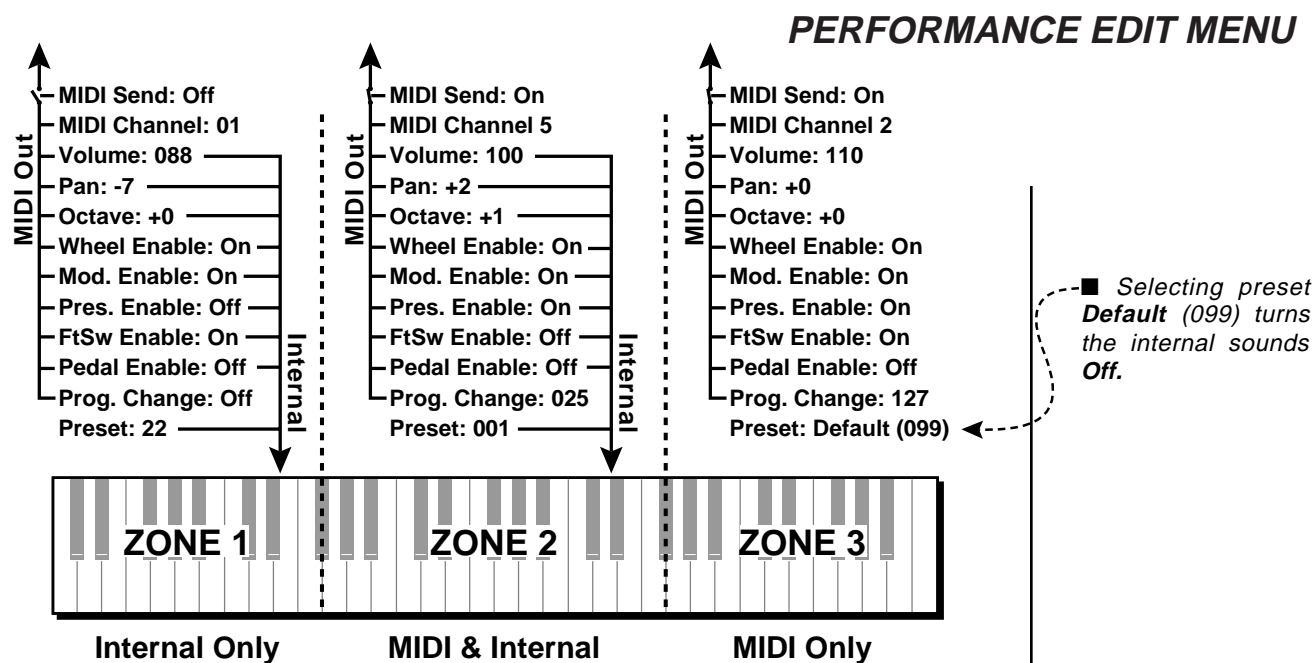 PERFORMANCE EDIT MENU
MIDI Out
MIDI Send: Off
MIDI Channel: 01
Volume: 088
Pan: -7
Octave: +0
Wheel Enable: On
Mod. Enable: On
Pres. Enable: Off
FtSw Enable: On
Pedal Enable: Off
Prog. Change: Off
Preset: 22
Internal
MIDI Out
MIDI Send: On
MIDI Channel 5
Volume: 100
Pan: +2
Octave: +1
Wheel Enable: On
Mod. Enable: On
Pres. Enable: On
FtSw Enable: Off
Pedal Enable: Off
Prog. Change: 025
Preset: 001
Internal
MIDI Out
MIDI Send: On
MIDI Channel 2
Volume: 110
Pan: +0
Octave: +0
Wheel Enable: On
Mod. Enable: On
Pres. Enable: On
FtSw Enable: On
Pedal Enable: Off
Prog. Change: 127
Preset: Default (099)
■ Selecting preset
Default (099) turns
the internal sounds
Off.
ZONE 1
ZONE 2
ZONE 3
Internal Only
MIDI & Internal
MIDI Only